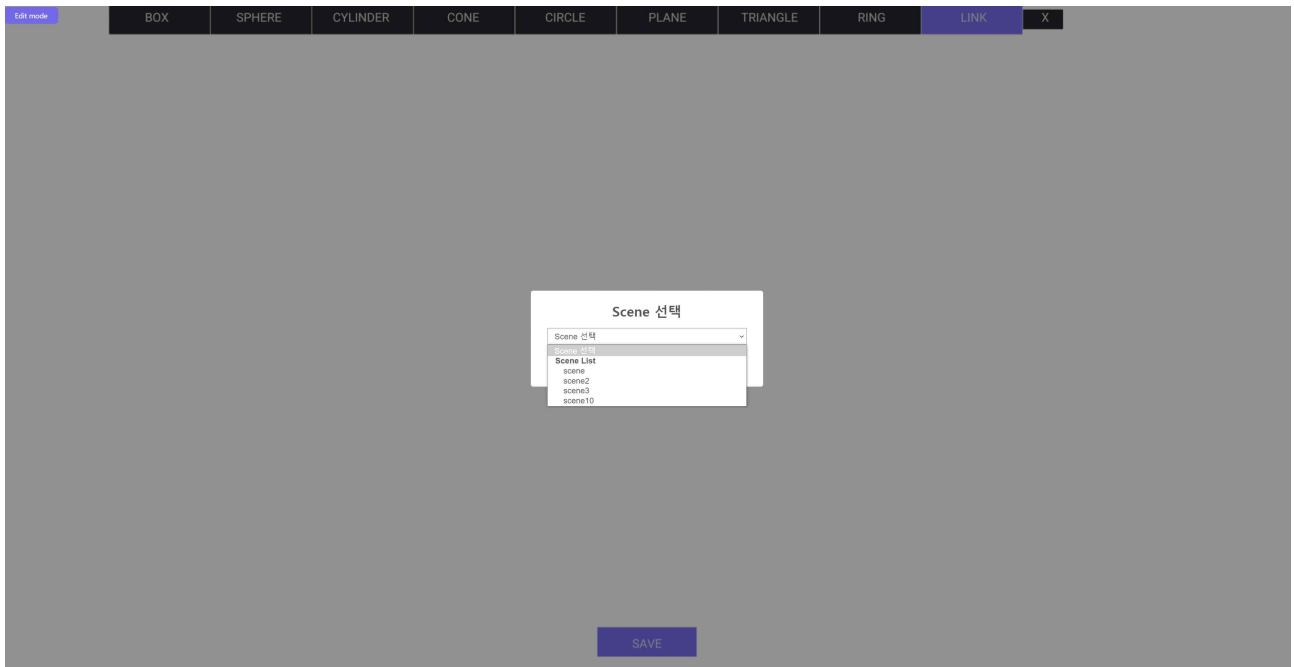 Edit mode
BOX SPHERE CYLINDER CONE CIRCLE PLANE TRIANGLE RING LINK X
Scene 선택
Scene 선택
Scene 선택
Scene List
scene
scene2
scene3
scene10
SAVE